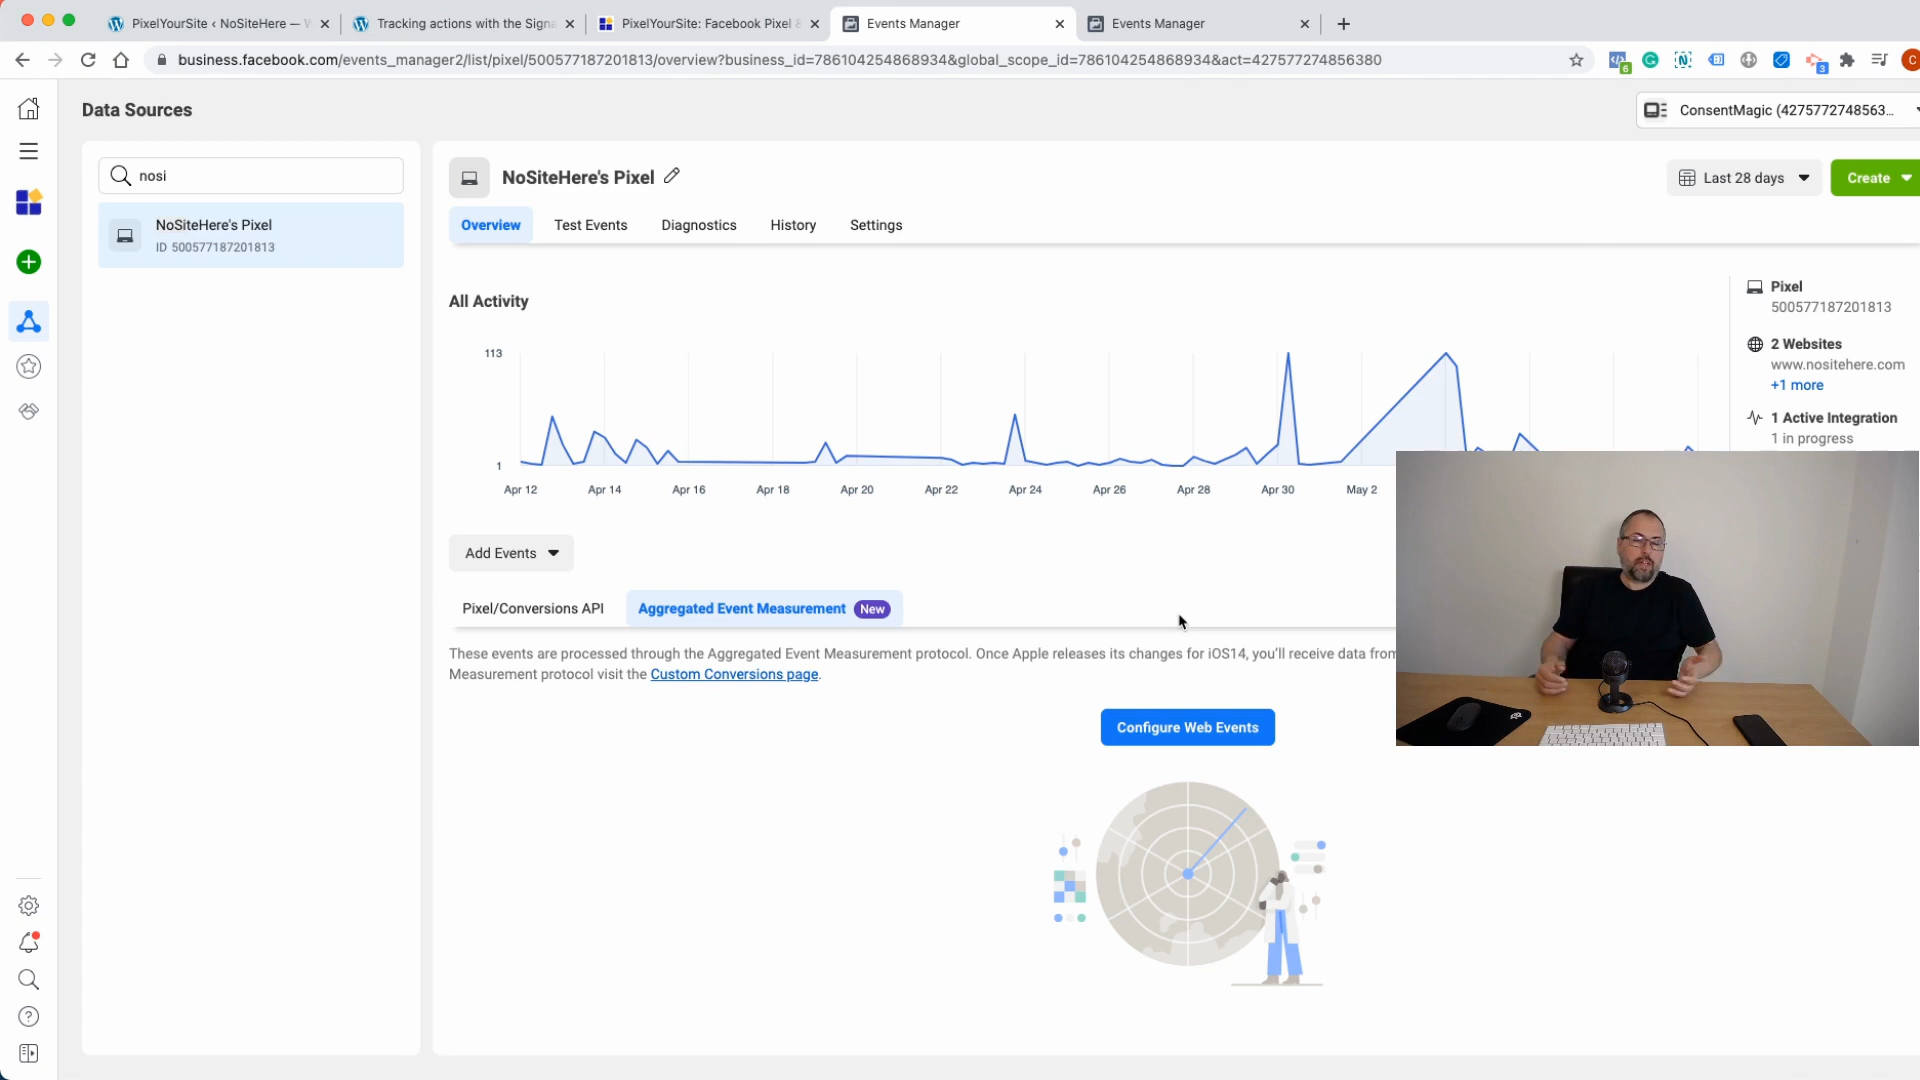 PixelYourSite ‹ NoSiteHere — W
Tracking actions with the Signa
PixelYourSite: Facebook Pixel &
Events Manager
Events Manager
business.facebook.com/events_manager2/list/pixel/500577187201813/overview?business_id=786104254868934&global_scope_id=786104254868934&act=427577274856380
6
3
C
Data Sources
ConsentMagic (4275772748563...
nosi
NoSiteHere's Pixel
ID 500577187201813
NoSiteHere's Pixel
Last 28 days
Create
Overview
Test Events
Diagnostics
History
Settings
All Activity
113
1
Apr 12
Apr 14
Apr 16
Apr 18
Apr 20
Apr 22
Apr 24
Apr 26
Apr 28
Apr 30
May 2
Pixel
500577187201813
2 Websites
www.nositehere.com
+1 more
1 Active Integration
1 in progress
Add Events
Pixel/Conversions API
Aggregated Event Measurement New
These events are processed through the Aggregated Event Measurement protocol. Once Apple releases its changes for iOS14, you'll receive data from
Measurement protocol visit the Custom Conversions page.
Configure Web Events